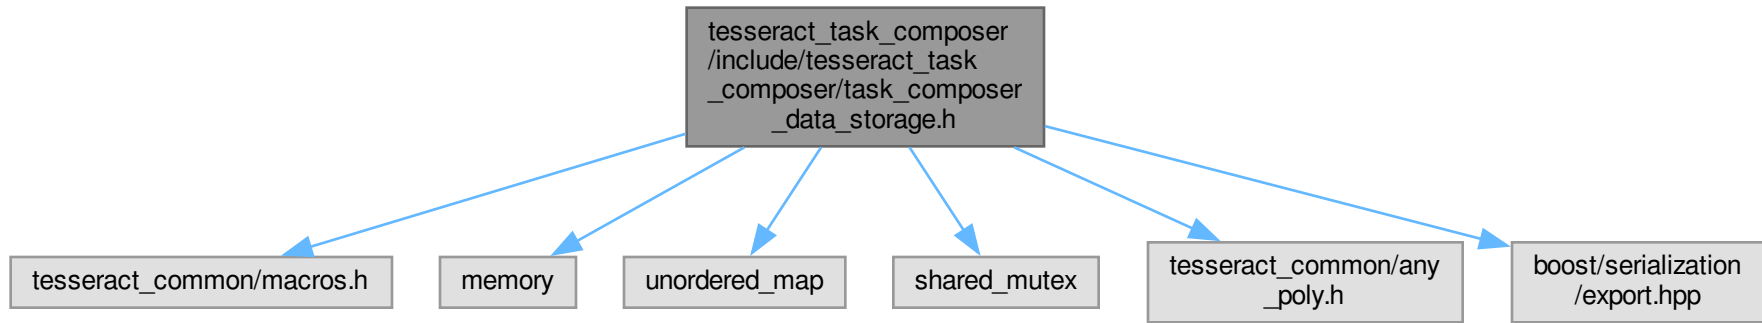 tesseract_task_composer
/include/tesseract_task
_composer/task_composer
_data_storage.h
tesseract_common/macros.h
memory
unordered_map
shared_mutex
tesseract_common/any
_poly.h
boost/serialization
/export.hpp